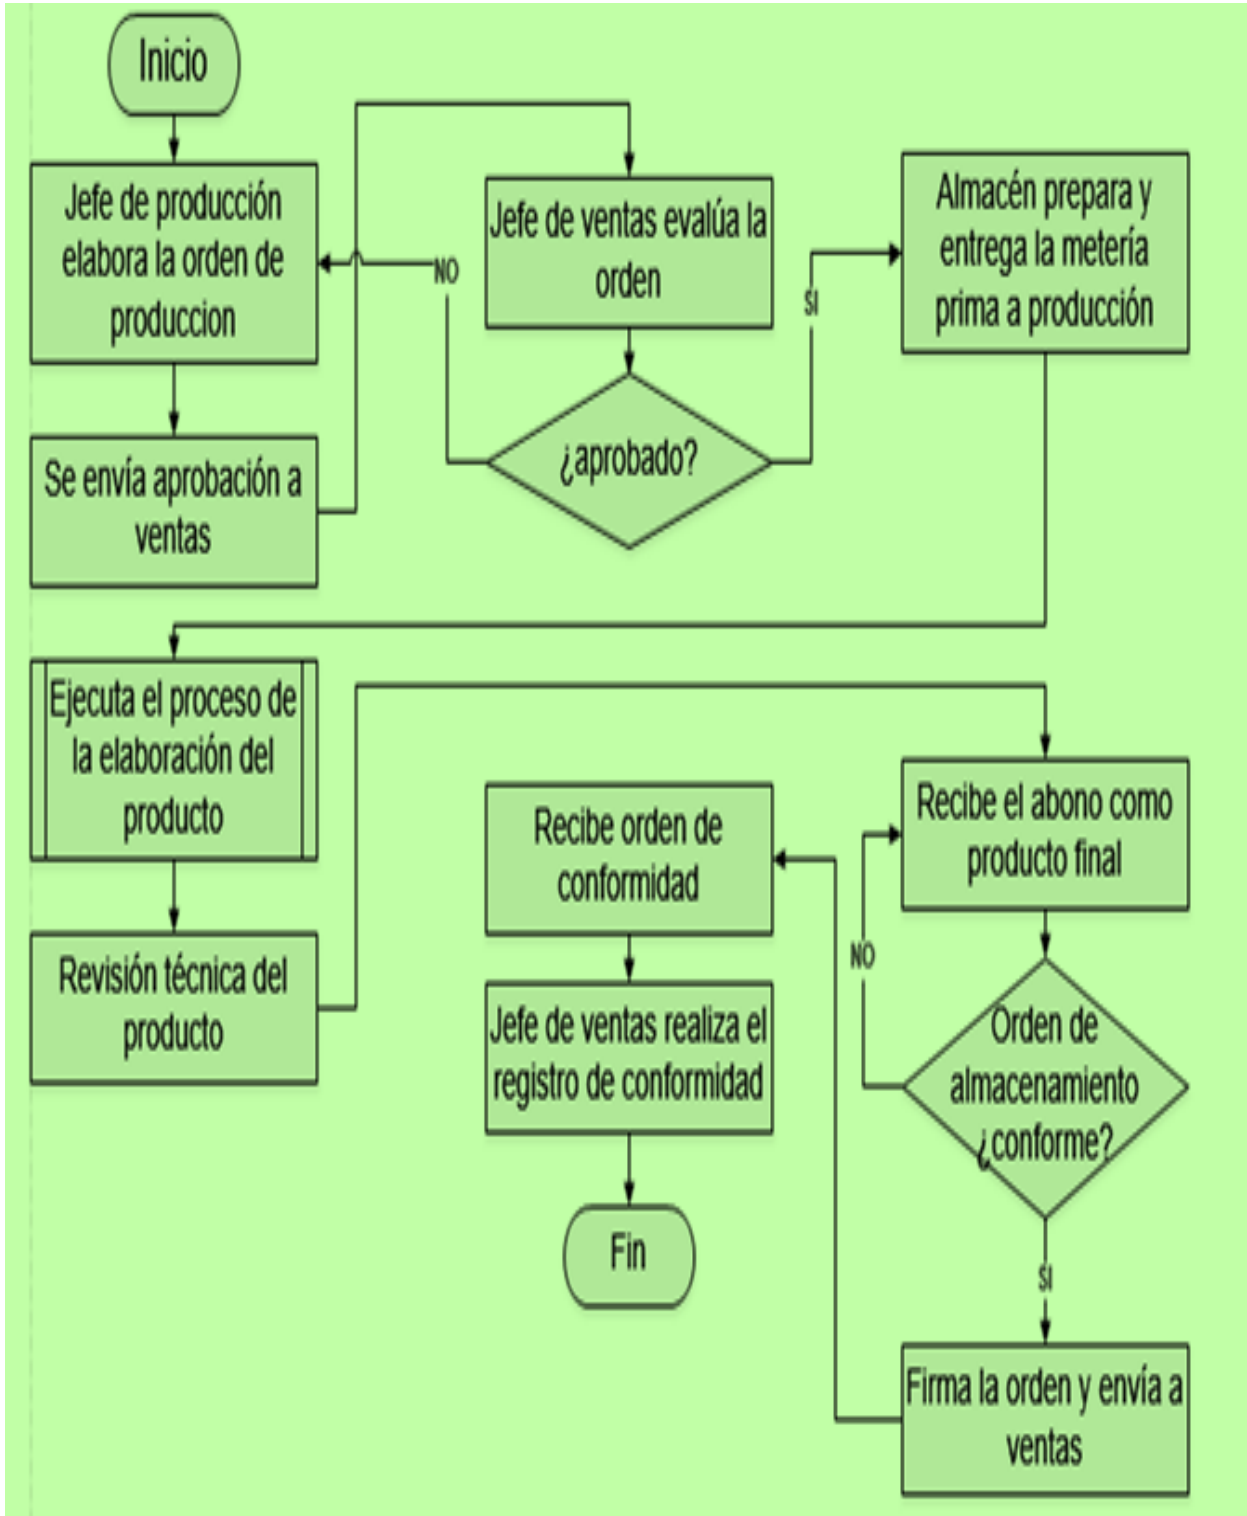 Inicio
Jefe de producción
elabora la orden de
produccion
Se envía aprobación a
ventas
Jefe de ventas evalúa la
orden
¿aprobado?
NO
SI
Almacén prepara y
entrega la metería
prima a producción
Ejecuta el proceso de
la elaboración del
producto
Revisión técnica del
producto
Recibe el abono como
producto final
Orden de
almacenamiento
¿conforme?
NO
SI
Firma la orden y envía a
ventas
Recibe orden de
conformidad
Jefe de ventas realiza el
registro de conformidad
Fin